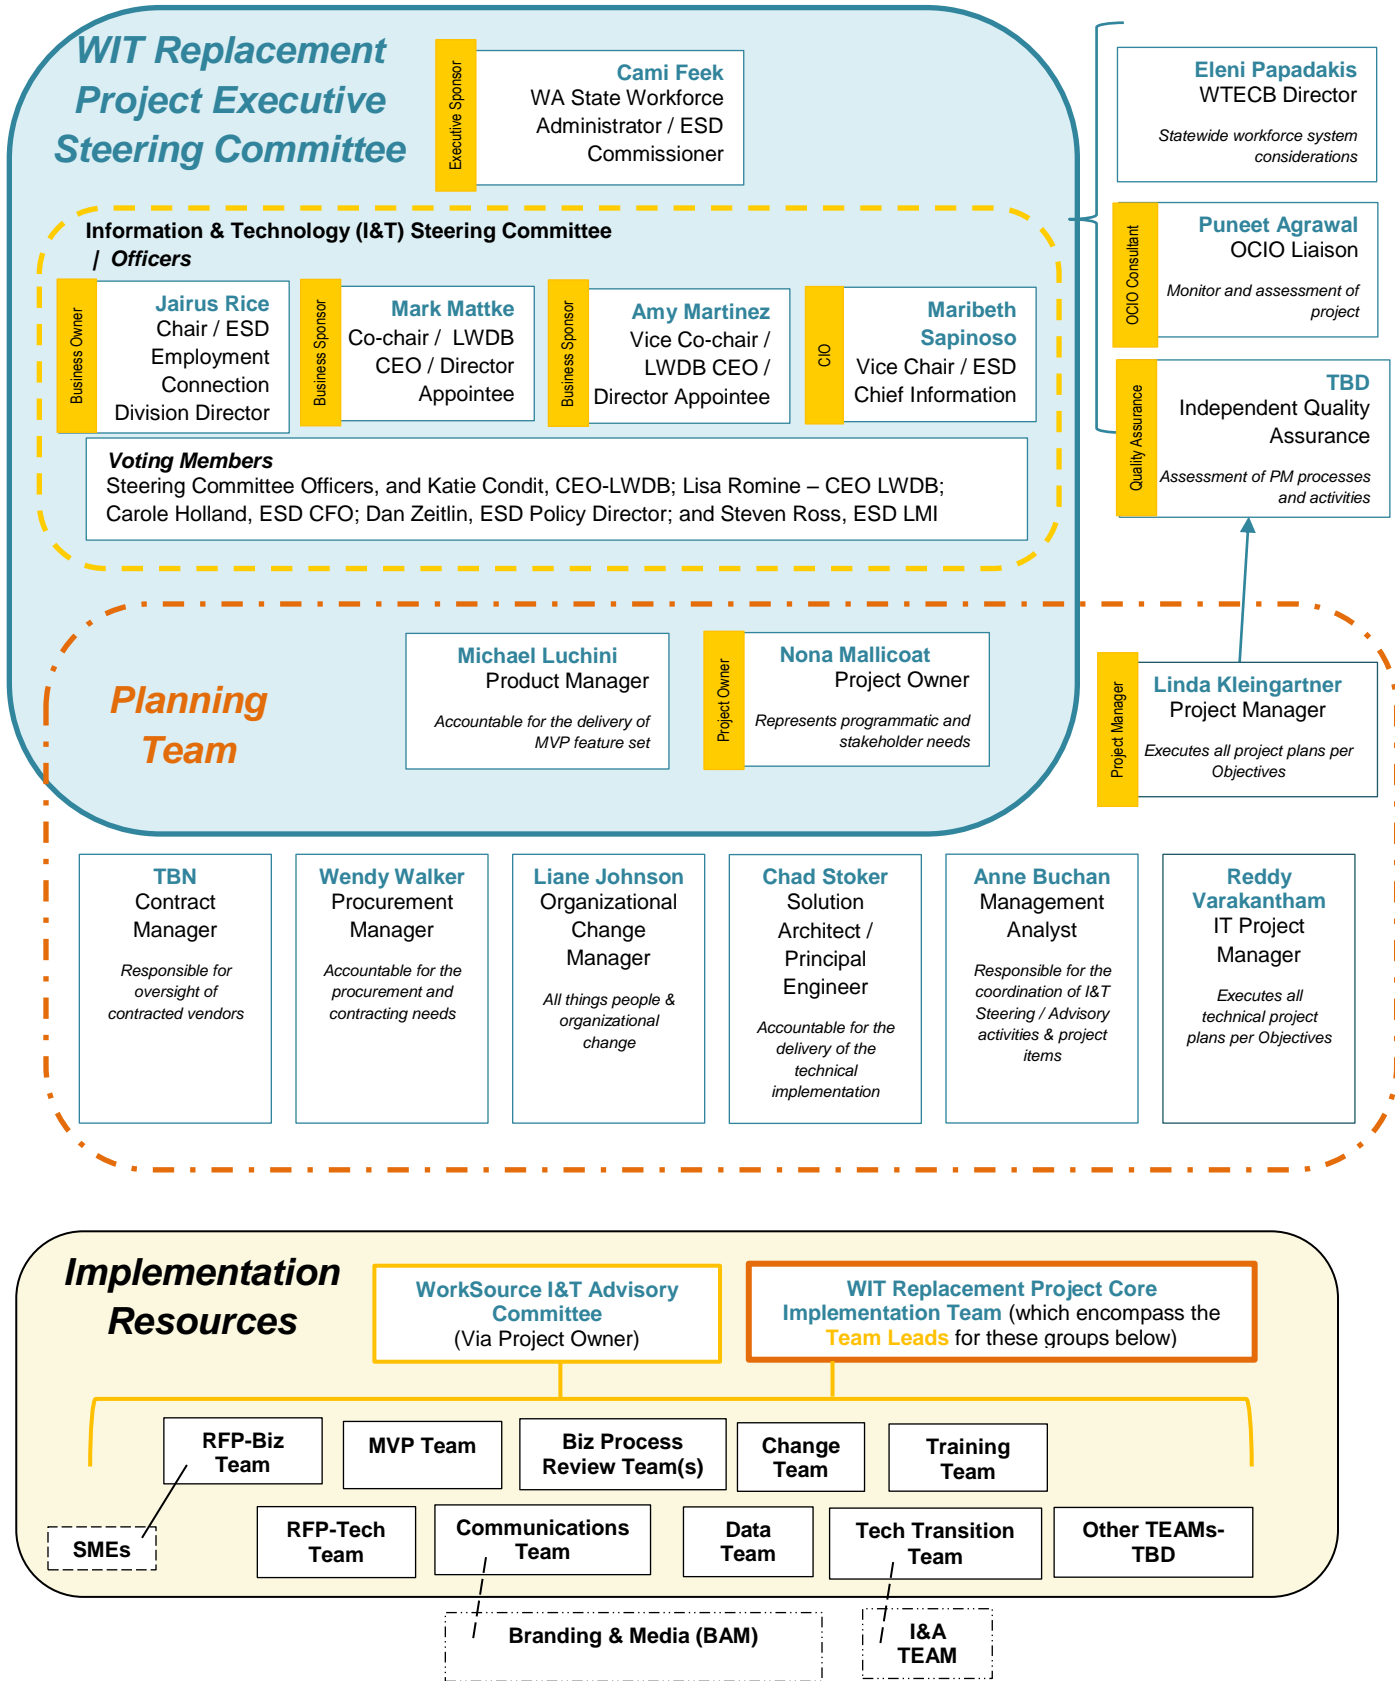 WIT Replacement
Project Executive
Steering Committee
Executive Sponsor
Cami Feek
WA State Workforce
Administrator / ESD
Commissioner
Eleni Papadakis
WTECB Director
Statewide workforce system
considerations
OCIO Consultant
Puneet Agrawal
OCIO Liaison
Monitor and assessment of
project
Quality Assurance
TBD
Independent Quality
Assurance
Assessment of PM processes
and activities
Information & Technology (I&T) Steering Committee
/ Officers
Business Owner
Jairus Rice
Chair / ESD
Employment
Connection
Division Director
Business Sponsor
Mark Mattke
Co-chair / LWDB
CEO / Director
Appointee
Business Sponsor
Amy Martinez
Vice Co-chair /
LWDB CEO /
Director Appointee
CIO
Maribeth
Sapinoso
Vice Chair / ESD
Chief Information
Voting Members
Steering Committee Officers, and Katie Condit, CEO-LWDB; Lisa Romine – CEO LWDB;
Carole Holland, ESD CFO; Dan Zeitlin, ESD Policy Director; and Steven Ross, ESD LMI
Planning
Team
Michael Luchini
Product Manager
Accountable for the delivery of
MVP feature set
Project Owner
Nona Mallicoat
Project Owner
Represents programmatic and
stakeholder needs
Project Manager
Linda Kleingartner
Project Manager
Executes all project plans per
Objectives
TBN
Contract
Manager
Responsible for
oversight of
contracted vendors
Wendy Walker
Procurement
Manager
Accountable for the
procurement and
contracting needs
Liane Johnson
Organizational
Change
Manager
All things people &
organizational
change
Chad Stoker
Solution
Architect /
Principal
Engineer
Accountable for the
delivery of the
technical
implementation
Anne Buchan
Management
Analyst
Responsible for the
coordination of I&T
Steering / Advisory
activities & project
items
Reddy
Varakantham
IT Project
Manager
Executes all
technical project
plans per Objectives
Implementation
Resources
WorkSource I&T Advisory
Committee
(Via Project Owner)
WIT Replacement Project Core
Implementation Team (which encompass the
Team Leads for these groups below)
RFP-Biz
Team
MVP Team
Biz Process
Review Team(s)
Change
Team
Training
Team
SMEs
RFP-Tech
Team
Communications
Team
Data
Team
Tech Transition
Team
Other TEAMs-
TBD
Branding & Media (BAM)
I&A
TEAM